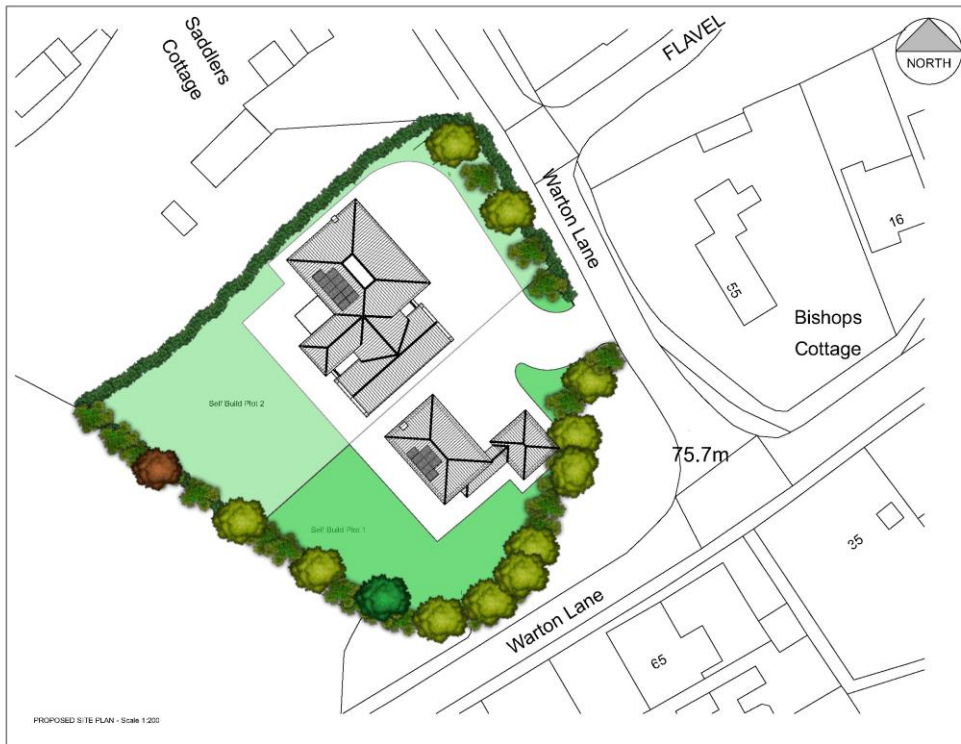 Saddlers
Cottage
FLAVEL
NORTH
Warton Lane
16
55
Bishops
Cottage
Self Build Plot 2
75.7m
Self Build Plot 1
35
Warton Lane
65
PROPOSED SITE PLAN - Scale 1:200